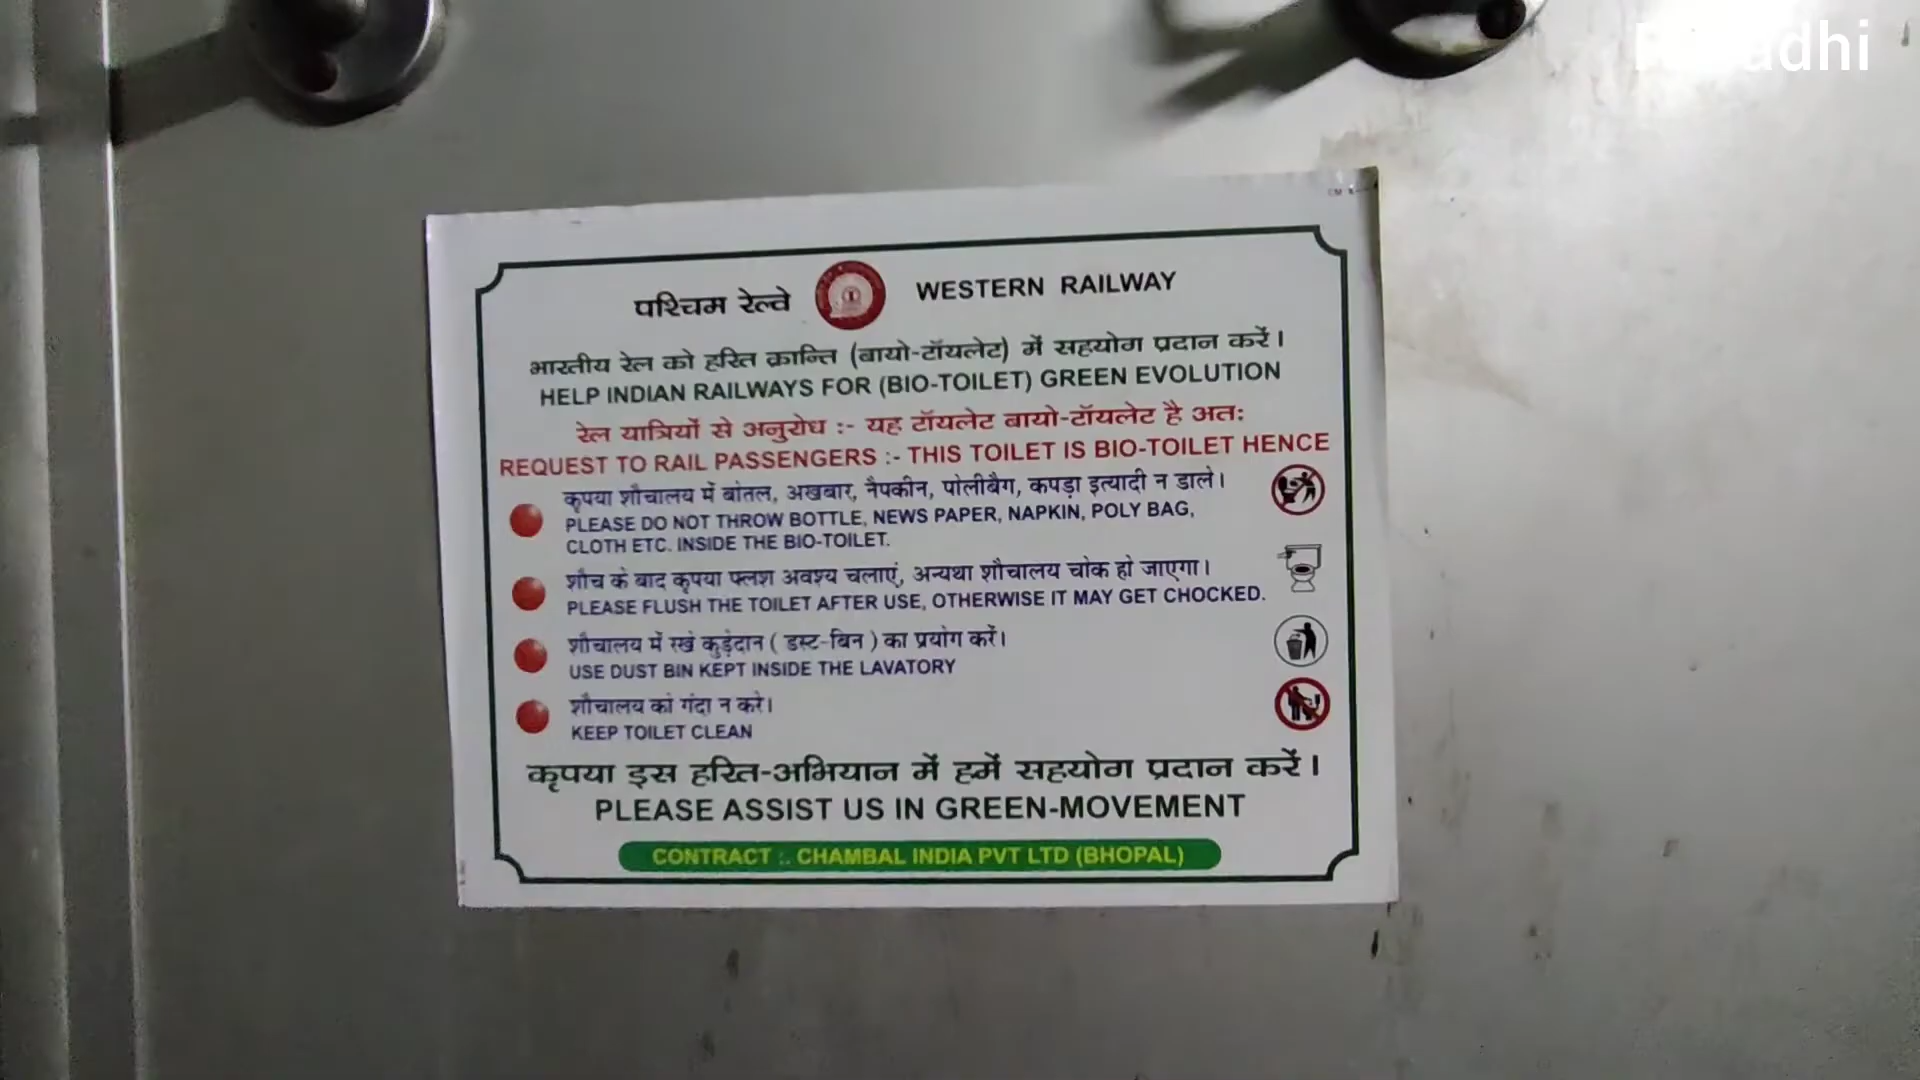 पश्चिम रेल्वे WESTERN RAILWAY
भारतीय रेल को हरित क्रान्ति (बायो-टॉयलेट) में सहयोग प्रदान करें।
HELP INDIAN RAILWAYS FOR (BIO-TOILET) GREEN EVOLUTION
रेल यात्रियों से अनुरोध :- यह टॉयलेट बायो-टॉयलेट है अतः
REQUEST TO RAIL PASSENGERS :- THIS TOILET IS BIO-TOILET HENCE
कृपया शौचालय में बोतल, अखबार, नैपकीन, पोलीबैग, कपड़ा इत्यादी न डाले।
PLEASE DO NOT THROW BOTTLE, NEWS PAPER, NAPKIN, POLY BAG,
CLOTH ETC. INSIDE THE BIO-TOILET.
शौच के बाद कृपया फ्लश अवश्य चलाएं, अन्यथा शौचालय चोक हो जाएगा।
PLEASE FLUSH THE TOILET AFTER USE, OTHERWISE IT MAY GET CHOCKED.
शौचालय में रखे कुड़ेदान ( डस्ट-बिन ) का प्रयोग करें।
USE DUST BIN KEPT INSIDE THE LAVATORY
शौचालय को गंदा न करे।
KEEP TOILET CLEAN
कृपया इस हरित-अभियान में हमें सहयोग प्रदान करें।
PLEASE ASSIST US IN GREEN-MOVEMENT
CONTRACT :. CHAMBAL INDIA PVT LTD (BHOPAL)